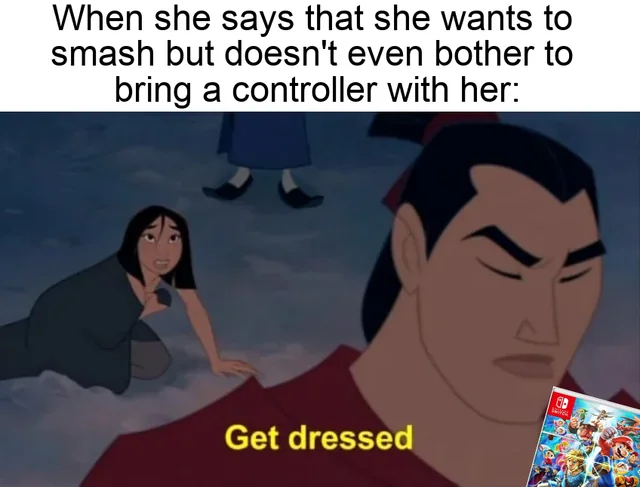 When she says that she wants to
smash but doesn't even bother to
bring a controller with her:
Get dressed